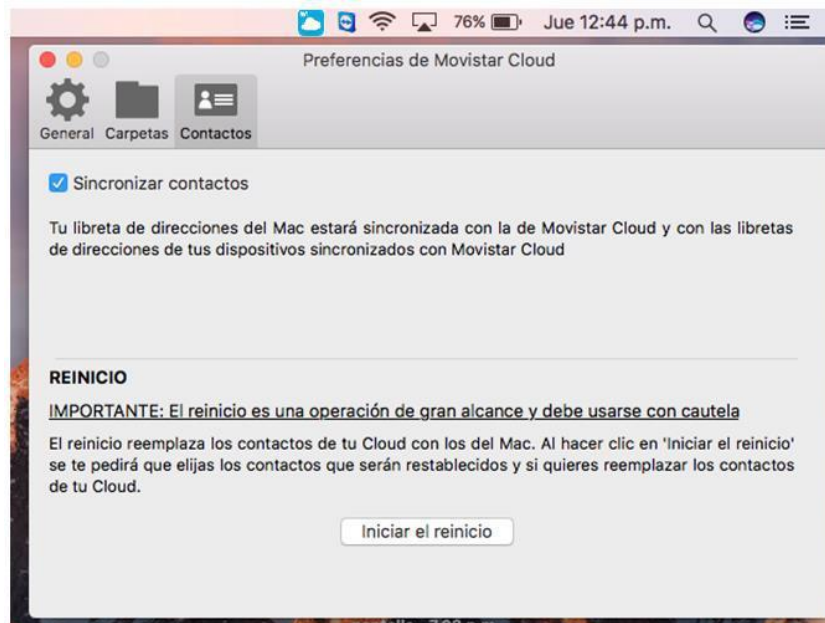 76% Jue 12:44 p.m.
Preferencias de Movistar Cloud
General Carpetas Contactos
Sincronizar contactos
Tu libreta de direcciones del Mac estará sincronizada con la de Movistar Cloud y con las libretas
de direcciones de tus dispositivos sincronizados con Movistar Cloud
REINICIO
IMPORTANTE: El reinicio es una operación de gran alcance y debe usarse con cautela
El reinicio reemplaza los contactos de tu Cloud con los del Mac. Al hacer clic en 'Iniciar el reinicio'
se te pedirá que elijas los contactos que serán restablecidos y si quieres reemplazar los contactos
de tu Cloud.
Iniciar el reinicio